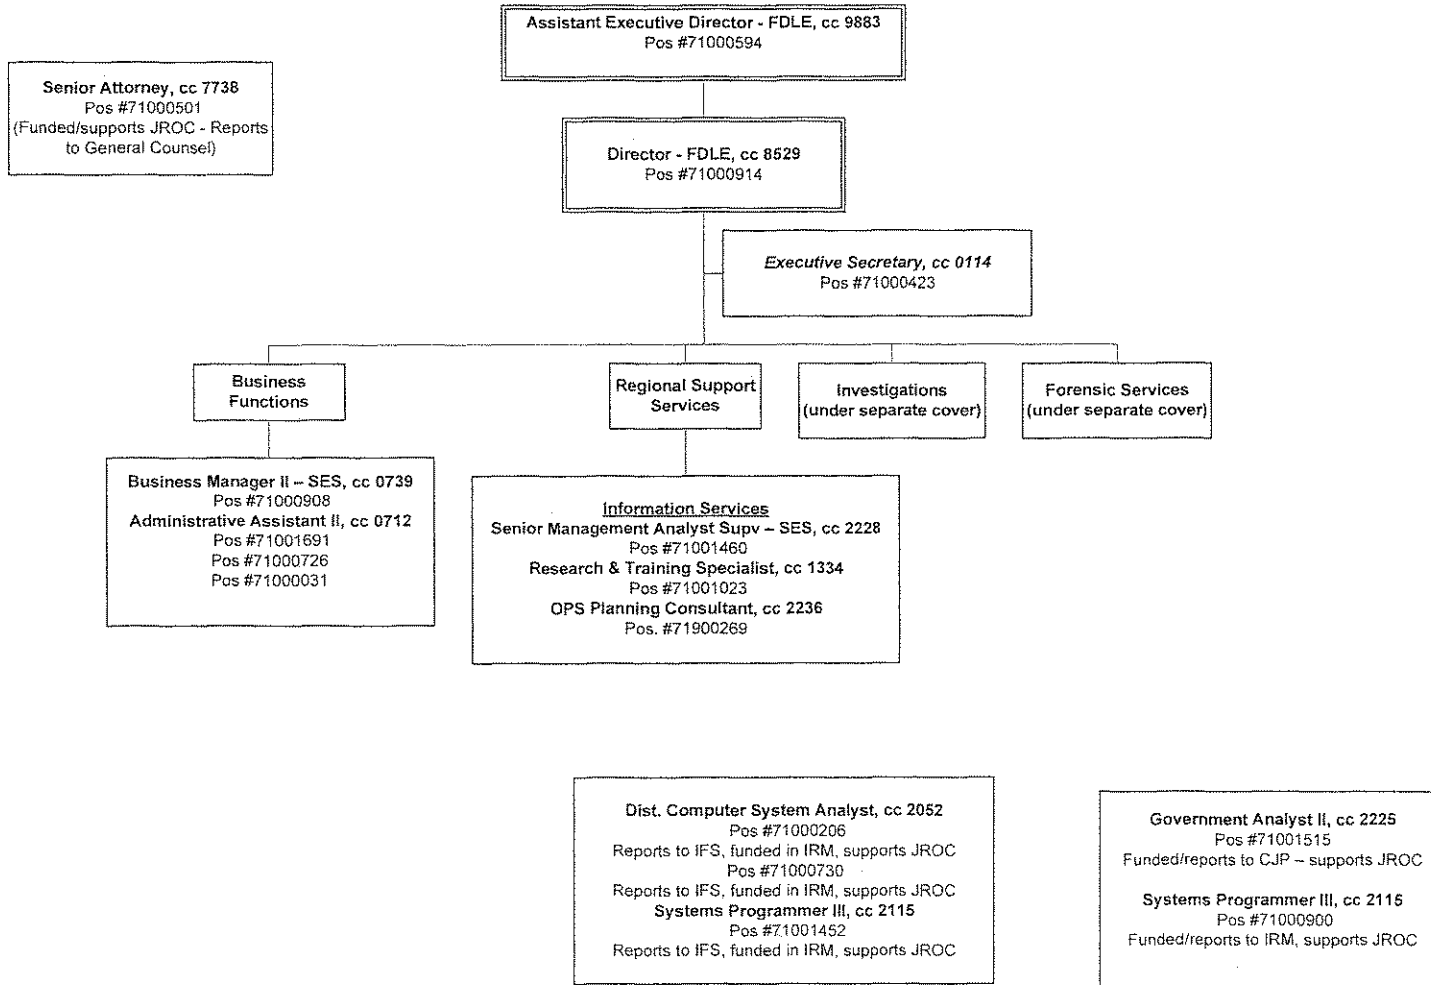 Assistant Executive Director - FDLE, cc 9883
Pos #71000594
Senior Attorney, cc 7738
Pos #71000501
(Funded/supports JROC - Reports
to General Counsel)
Director - FDLE, cc 8529
Pos #71000914
Executive Secretary, cc 0114
Pos #71000423
Business
Functions
Regional Support
Services
Investigations
(under separate cover)
Forensic Services
(under separate cover)
Business Manager II – SES, cc 0739
Pos #71000908
Administrative Assistant II, cc 0712
Pos #71001691
Pos #71000726
Pos #71000031
Information Services
Senior Management Analyst Supv – SES, cc 2228
Pos #71001460
Research & Training Specialist, cc 1334
Pos #71001023
OPS Planning Consultant, cc 2236
Pos. #71900269
Dist. Computer System Analyst, cc 2052
Pos #71000206
Reports to IFS, funded in IRM, supports JROC
Pos #71000730
Reports to IFS, funded in IRM, supports JROC
Systems Programmer III, cc 2115
Pos #71001452
Reports to IFS, funded in IRM, supports JROC
Government Analyst II, cc 2225
Pos #71001515
Funded/reports to CJP – supports JROC
Systems Programmer III, cc 2115
Pos #71000900
Funded/reports to IRM, supports JROC